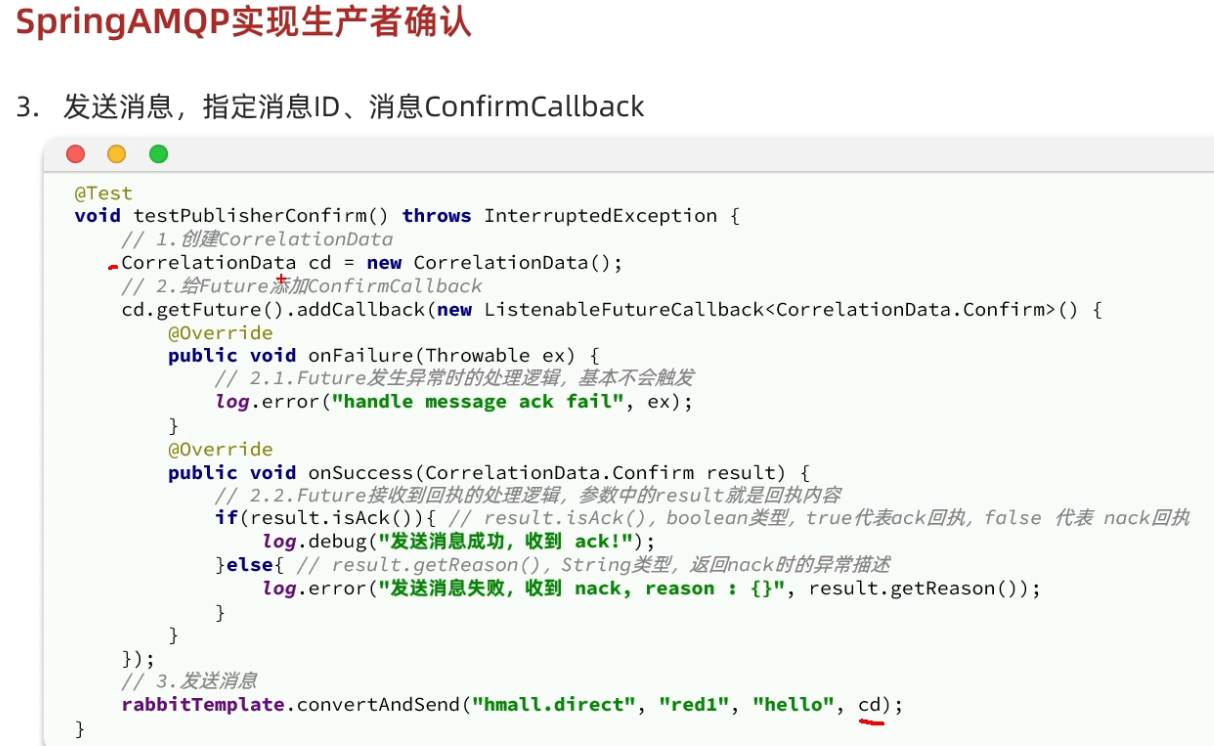 SpringAMQP实现生产者确认
3. 发送消息，指定消息ID、消息ConfirmCallback
@Test
void testPublisherConfirm() throws InterruptedException {
// 1.创建CorrelationData
CorrelationData cd = new CorrelationData();
// 2.给Future添加ConfirmCallback
cd.getFuture().addCallback(new ListenableFutureCallback<CorrelationData.Confirm>() {
@Override
public void onFailure(Throwable ex) {
// 2.1.Future发生异常时的处理逻辑，基本不会触发
log.error("handle message ack fail", ex);
}
@Override
public void onSuccess(CorrelationData.Confirm result) {
// 2.2.Future接收到回执的处理逻辑，参数中的result就是回执内容
if(result.isAck()){ // result.isAck()，boolean类型，true代表ack回执，false 代表 nack回执
log.debug("发送消息成功，收到 ack!");
}else{ // result.getReason()，String类型，返回nack时的异常描述
log.error("发送消息失败，收到 nack, reason : {}", result.getReason());
}
}
});
// 3.发送消息
rabbitTemplate.convertAndSend("hmall.direct", "red1", "hello", cd);
}